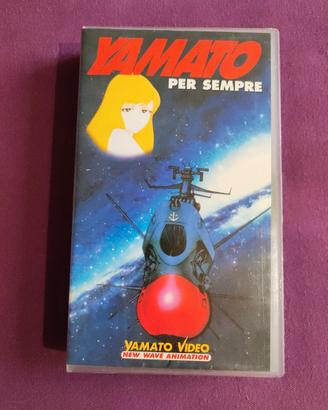 YAMATO
PER SEMPRE
YAMATO VIDEO
NEW WAVE ANIMATION